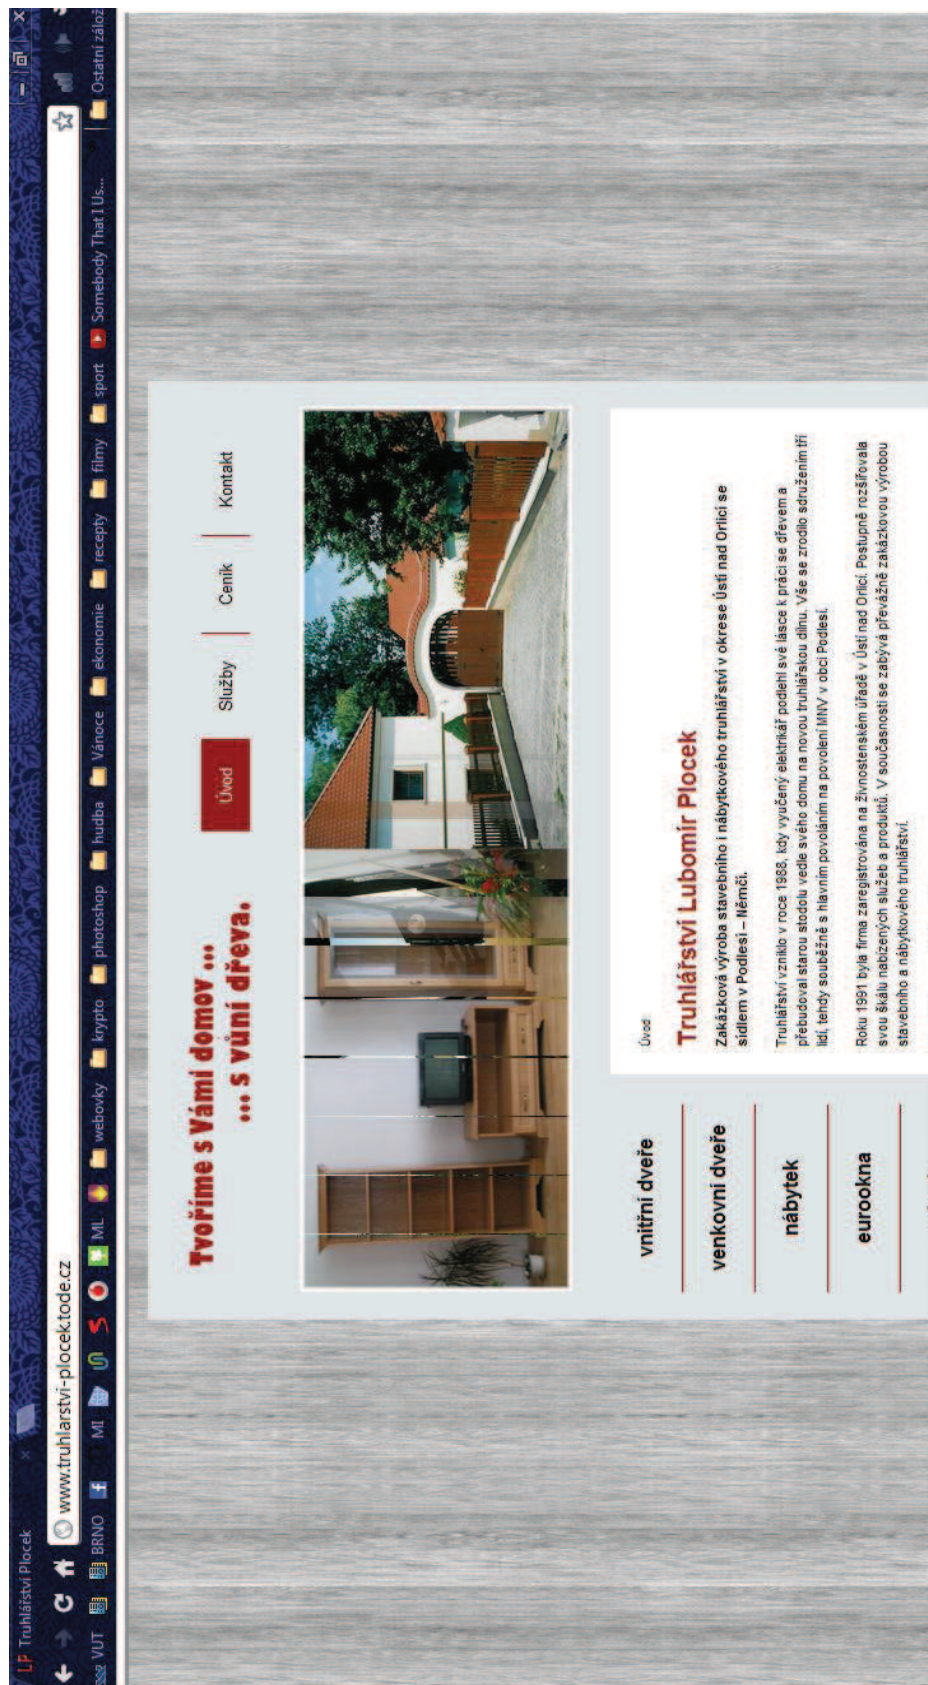 LP Truhlářství Plocek
www.truhlarstvi-plocek.tode.cz
VUT BRNO MI ML webovky krypto photoshop hudba Vánoce ekonomie recepty filmy sport Somebody That I Us... Ostatní zálož
Tvoříme s Vámi domov ...
... s vůní dřeva.
Úvod Služby Ceník Kontakt
vnitřní dveře
venkovní dveře
nábytek
eurookna
Úvod
Truhlářství Lubomír Plocek
Zakázková výroba stavebního i nábytkového truhlářství v okrese Ústí nad Orlicí se
sídlem v Podlesí – Němčí.
Truhlářství vzniklo v roce 1988, kdy vyučený elektrikář podlehl své lásce k práci se dřevem a
přebudoval starou stodolu vedle svého domu na novou truhlářskou dílnu. Vše se zrodilo sdružením tří
lidí, tehdy souběžně s hlavním povoláním na povolení MNV v obci Podlesí.
Roku 1991 byla firma zaregistrována na živnostenském úřadě v Ústí nad Orlicí. Postupně rozšiřovala
svou škálu nabízených služeb a produktů. V současnosti se zabývá převážně zakázkovou výrobou
stavebního a nábytkového truhlářství.